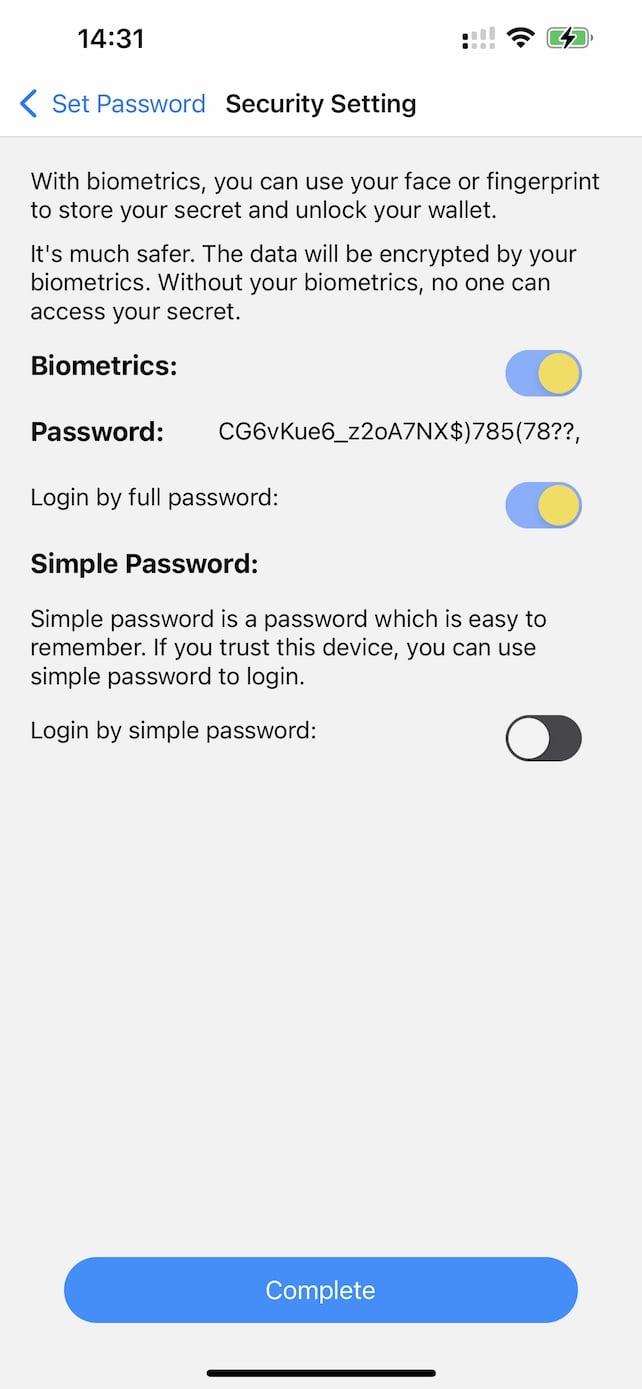 14:31
Set Password Security Setting
With biometrics, you can use your face or fingerprint
to store your secret and unlock your wallet.
It's much safer. The data will be encrypted by your
biometrics. Without your biometrics, no one can
access your secret.
Biometrics:
Password: CG6vKue6_z2oA7NX$)785(78??,
Login by full password:
Simple Password:
Simple password is a password which is easy to
remember. If you trust this device, you can use
simple password to login.
Login by simple password:
Complete